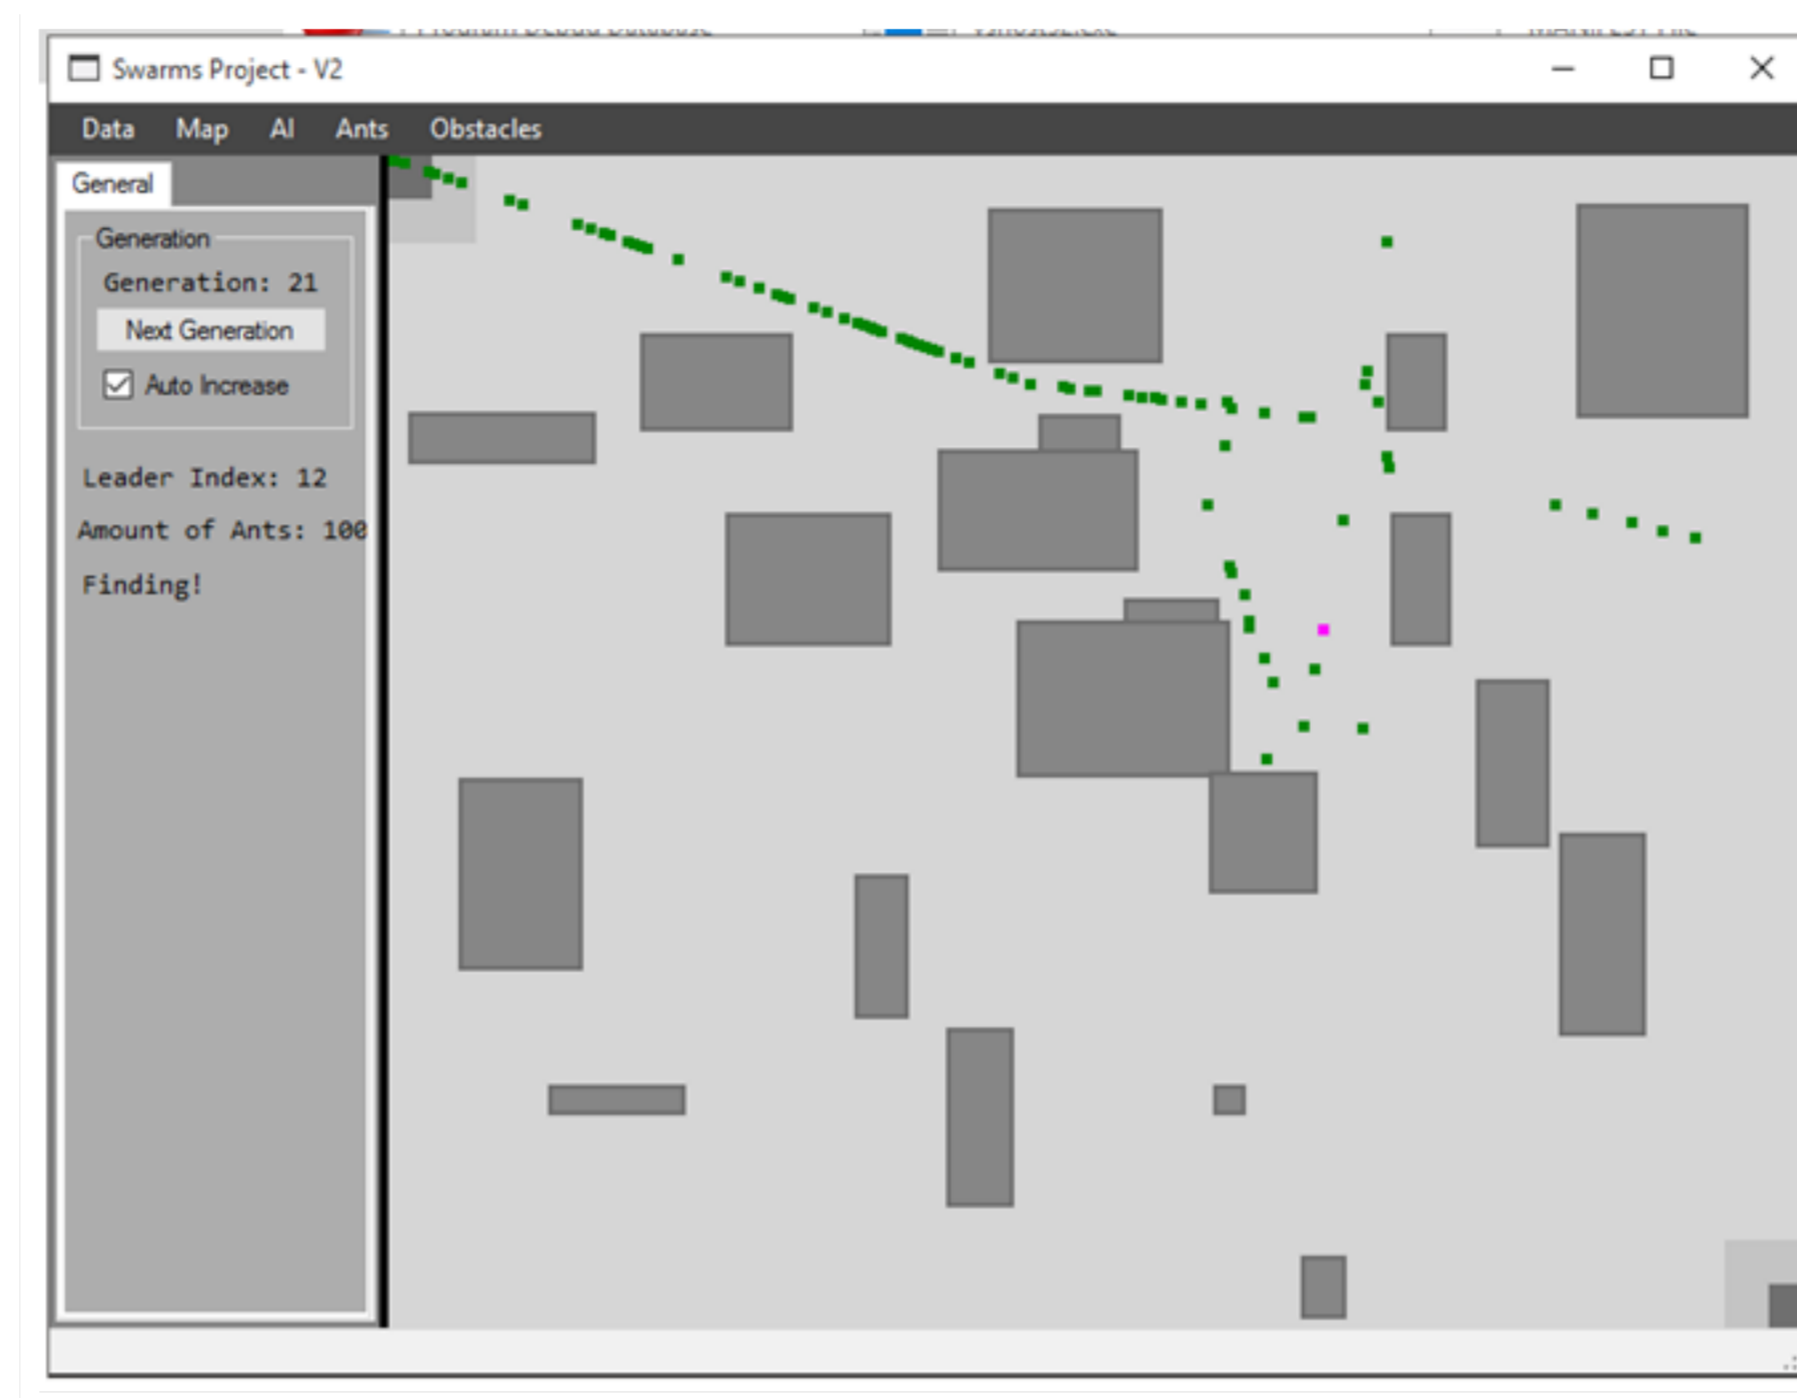 Swarms Project - V2
Data Map AI Ants Obstacles
General
Generation
Generation: 21
Next Generation
Auto Increase
Leader Index: 12
Amount of Ants: 100
Finding!